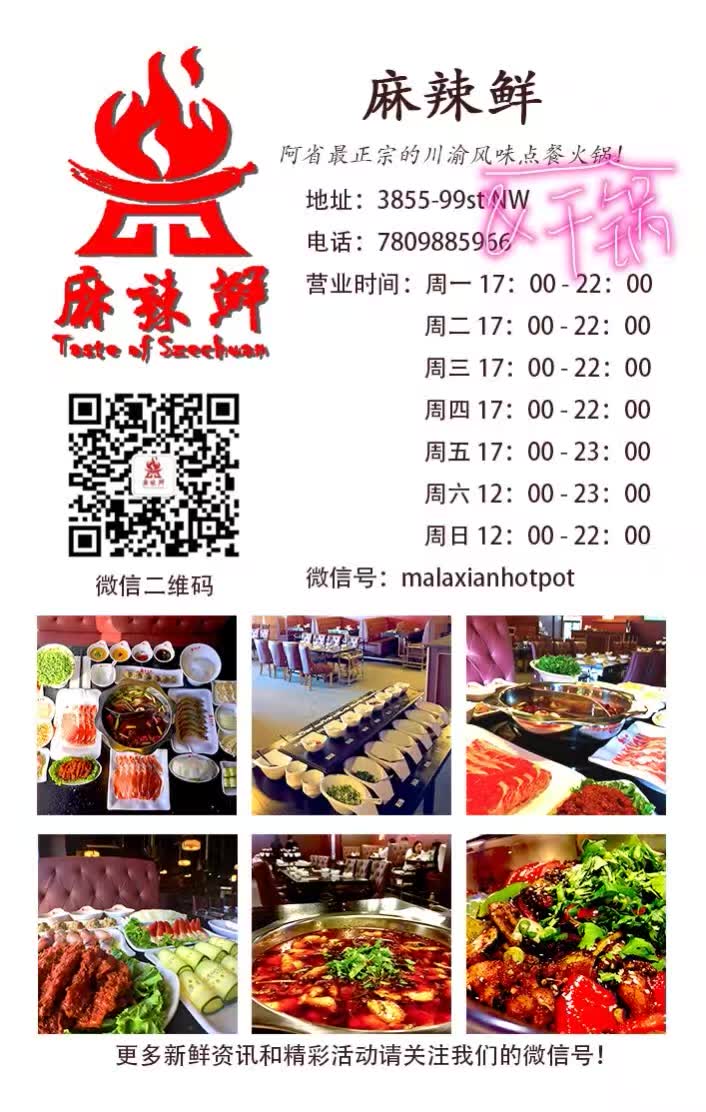 麻辣鲜
阿省最正宗的川渝风味点餐火锅!
&干锅
地址：3855-99st NW
电话：7809885966
营业时间：周一 17：00 - 22：00
周二 17：00 - 22：00
周三 17：00 - 22：00
周四 17：00 - 22：00
周五 17：00 - 23：00
周六 12：00 - 23：00
周日 12：00 - 22：00
微信号：malaxianhotpot
麻辣鲜
Taste of Szechuan
麻辣鲜
微信二维码
更多新鲜资讯和精彩活动请关注我们的微信号！